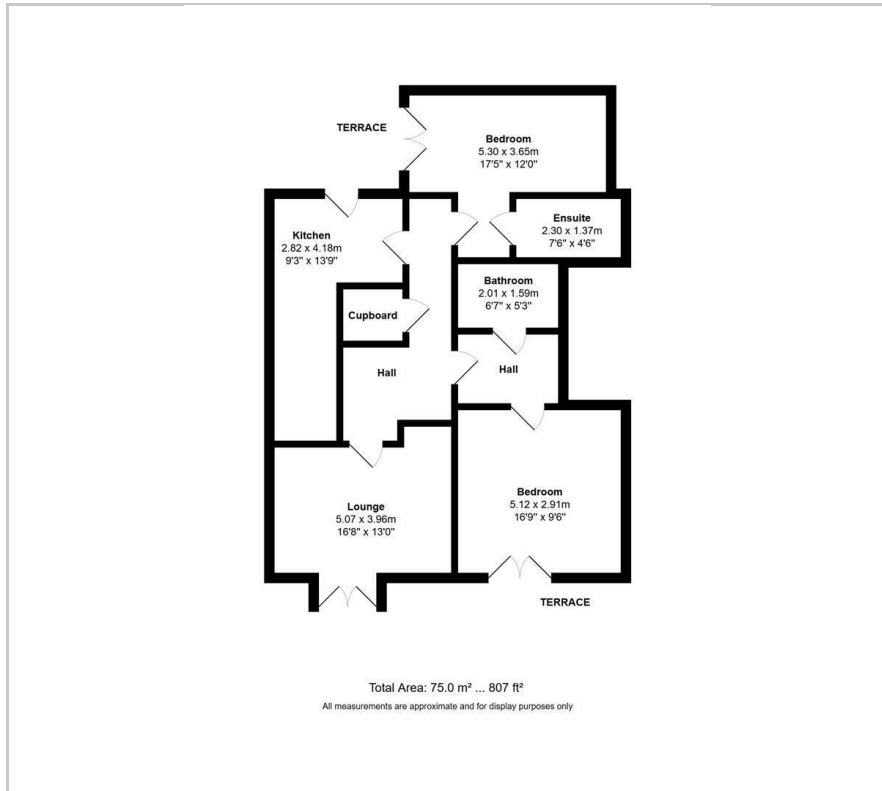 TERRACE
Bedroom
5.30 x 3.65m
17'5" x 12'0"
Kitchen
2.82 x 4.18m
9'3" x 13'9"
Ensuite
2.30 x 1.37m
7'6" x 4'6"
Bathroom
2.01 x 1.59m
6'7" x 5'3"
Cupboard
Hall
Hall
Lounge
5.07 x 3.96m
16'8" x 13'0"
Bedroom
5.12 x 2.91m
16'9" x 9'6"
TERRACE
Total Area: 75.0 m² ... 807 ft²
All measurements are approximate and for display purposes only